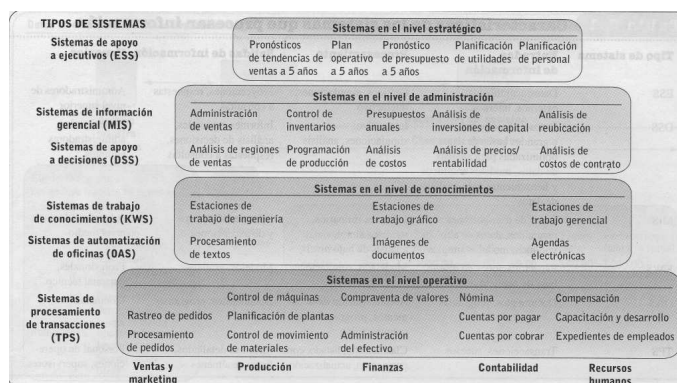 TIPOS DE SISTEMAS
Sistemas en el nivel estratégico
Sistemas de apoyo
a ejecutivos (ESS)
Pronósticos Plan Pronóstico Planificación Planificación
de tendencias de operativo de presupuesto de utilidades de personal
ventas a 5 años a 5 años a 5 años
Sistemas en el nivel de administración
Sistemas de información
gerencial (MIS)
Administración Control de Presupuestos Análisis de Análisis de
de ventas inventarios anuales inversiones de capital reubicación
Sistemas de apoyo
a decisiones (DSS)
Análisis de regiones Programación Análisis Análisis de precios/ Análisis de
de ventas de producción de costos rentabilidad costos de contrato
Sistemas en el nivel de conocimientos
Sistemas de trabajo
de conocimientos (KWS)
Estaciones de Estaciones de Estaciones de
trabajo de ingeniería trabajo gráfico trabajo gerencial
Sistemas de automatización
de oficinas (OAS)
Procesamiento Imágenes de Agendas
de textos documentos electrónicas
Sistemas en el nivel operativo
Sistemas de
procesamiento
de transacciones
(TPS)
Control de máquinas Compraventa de valores Nómina Compensación
Rastreo de pedidos Planificación de plantas Cuentas por pagar Capacitación y desarrollo
Procesamiento Control de movimiento Administración Cuentas por cobrar Expedientes de empleados
de pedidos de materiales del efectivo
Ventas y Producción Finanzas Contabilidad Recursos
marketing humanos